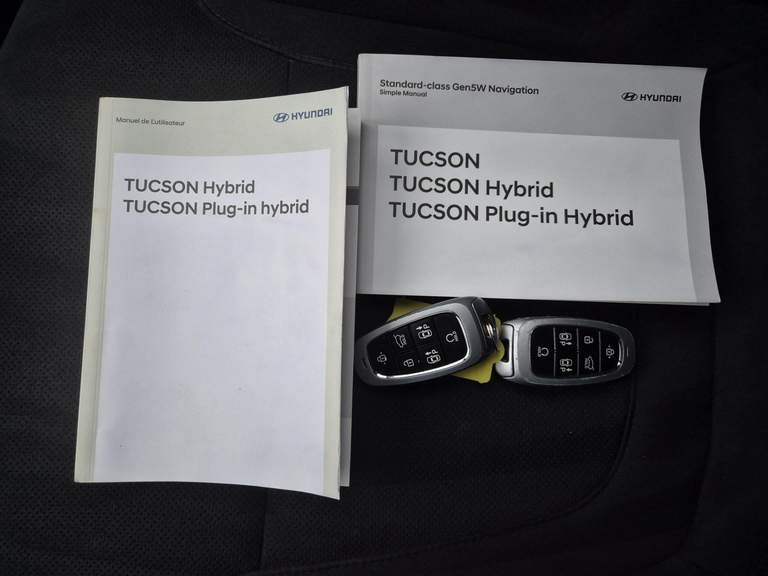 Manuel de L'utilisateur
HYUNDAI
TUCSON Hybrid
TUCSON Plug-in hybrid
Standard-class Gen5W Navigation
Simple Manual
HYUNDAI
TUCSON
TUCSON Hybrid
TUCSON Plug-in Hybrid
P
P
P
P